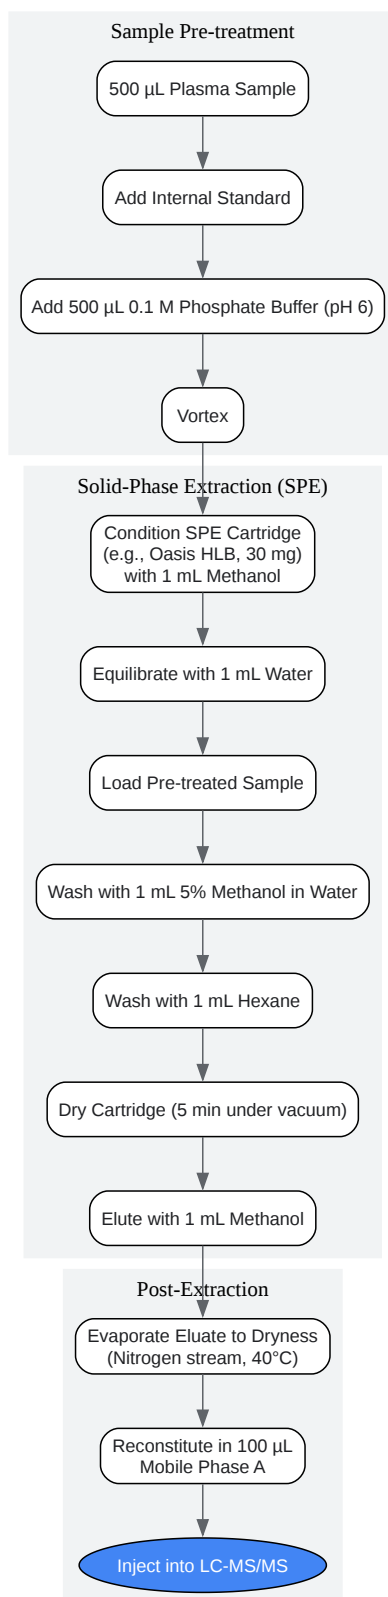 Sample Pre-treatment
500 µL Plasma Sample
Add Internal Standard
Add 500 µL 0.1 M Phosphate Buffer (pH 6)
Vortex
Solid-Phase Extraction (SPE)
Condition SPE Cartridge
(e.g., Oasis HLB, 30 mg)
with 1 mL Methanol
Equilibrate with 1 mL Water
Load Pre-treated Sample
Wash with 1 mL 5% Methanol in Water
Wash with 1 mL Hexane
Dry Cartridge (5 min under vacuum)
Elute with 1 mL Methanol
Post-Extraction
Evaporate Eluate to Dryness
(Nitrogen stream, 40°C)
Reconstitute in 100 µL
Mobile Phase A
Inject into LC-MS/MS